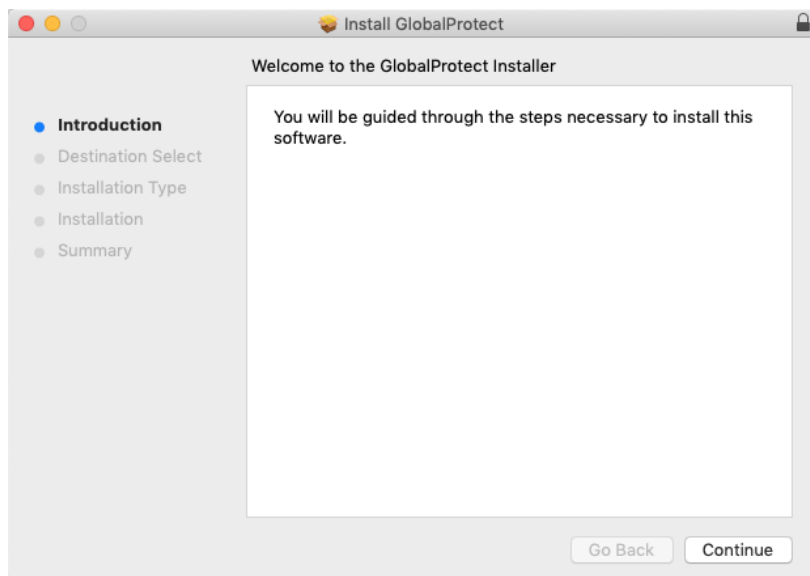 Install GlobalProtect
Welcome to the GlobalProtect Installer
Introduction
Destination Select
Installation Type
Installation
Summary
You will be guided through the steps necessary to install this
software.
Go Back
Continue